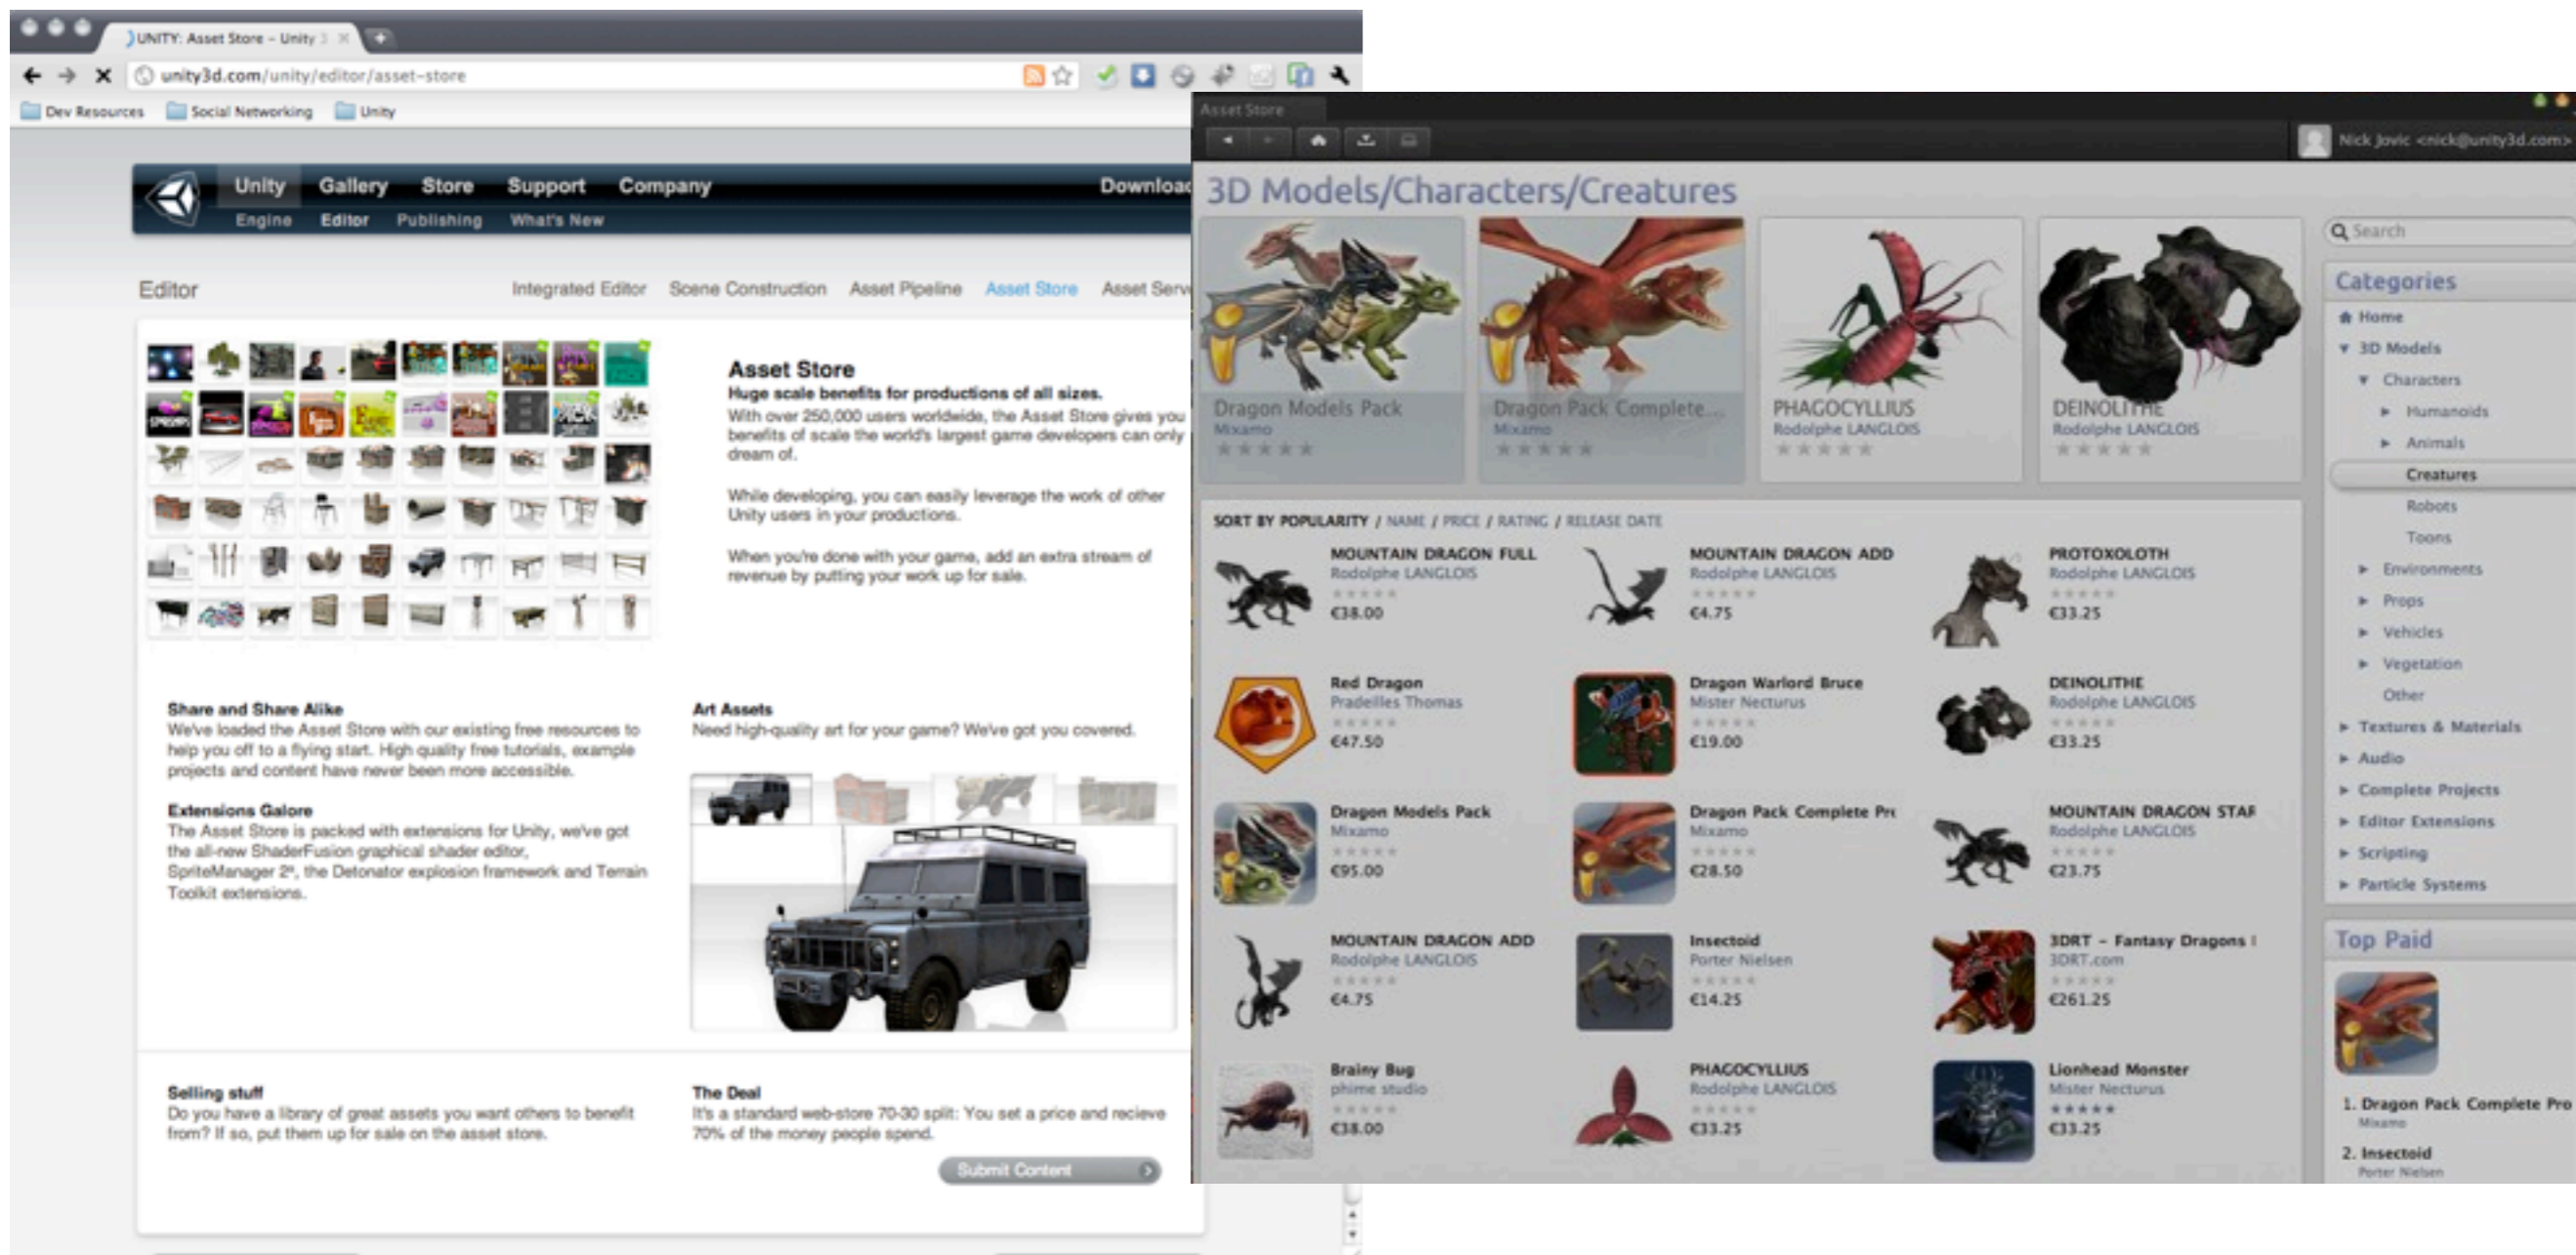 UNITY: Asset Store – Unity 3
unity3d.com/unity/editor/asset-store
Dev Resources Social Networking Unity
Unity Gallery Store Support Company Download
Engine Editor Publishing What's New
Editor Integrated Editor Scene Construction Asset Pipeline Asset Store Asset Serv
Asset Store
Huge scale benefits for productions of all sizes.
With over 250,000 users worldwide, the Asset Store gives you
benefits of scale the world's largest game developers can only
dream of.
While developing, you can easily leverage the work of other
Unity users in your productions.
When you're done with your game, add an extra stream of
revenue by putting your work up for sale.
Share and Share Alike
We've loaded the Asset Store with our existing free resources to
help you off to a flying start. High quality free tutorials, example
projects and content have never been more accessible.
Extensions Galore
The Asset Store is packed with extensions for Unity, we've got
the all-new ShaderFusion graphical shader editor,
SpriteManager 2*, the Detonator explosion framework and Terrain
Toolkit extensions.
Art Assets
Need high-quality art for your game? We've got you covered.
Selling stuff
Do you have a library of great assets you want others to benefit
from? If so, put them up for sale on the asset store.
The Deal
It's a standard web-store 70-30 split: You set a price and recieve
70% of the money people spend.
Submit Content
Asset Store
Nick Jovic <nick@unity3d.com>
3D Models/Characters/Creatures
Dragon Models Pack
Mixamo
Dragon Pack Complete...
Mixamo
PHAGOCYLLIUS
Rodolphe LANGLOIS
DEINOLITHE
Rodolphe LANGLOIS
SORT BY POPULARITY / NAME / PRICE / RATING / RELEASE DATE
MOUNTAIN DRAGON FULL
Rodolphe LANGLOIS
€38.00
MOUNTAIN DRAGON ADD
Rodolphe LANGLOIS
€4.75
PROTOXOLOTH
Rodolphe LANGLOIS
€33.25
Red Dragon
Pradeilles Thomas
€47.50
Dragon Warlord Bruce
Mister Necturus
€19.00
DEINOLITHE
Rodolphe LANGLOIS
€33.25
Dragon Models Pack
Mixamo
€95.00
Dragon Pack Complete Pro
Mixamo
€28.50
MOUNTAIN DRAGON STAR
Rodolphe LANGLOIS
€23.75
MOUNTAIN DRAGON ADD
Rodolphe LANGLOIS
€4.75
Insectoid
Porter Nielsen
€14.25
3DRT - Fantasy Dragons
3DRT.com
€261.25
Brainy Bug
phime studio
€38.00
PHAGOCYLLIUS
Rodolphe LANGLOIS
€33.25
Lionhead Monster
Mister Necturus
€33.25
Search
Categories
Home
3D Models
Characters
Humanoids
Animals
Creatures
Robots
Toons
Environments
Props
Vehicles
Vegetation
Other
Textures & Materials
Audio
Complete Projects
Editor Extensions
Scripting
Particle Systems
Top Paid
1. Dragon Pack Complete Pro
Mixamo
2. Insectoid
Porter Nielsen